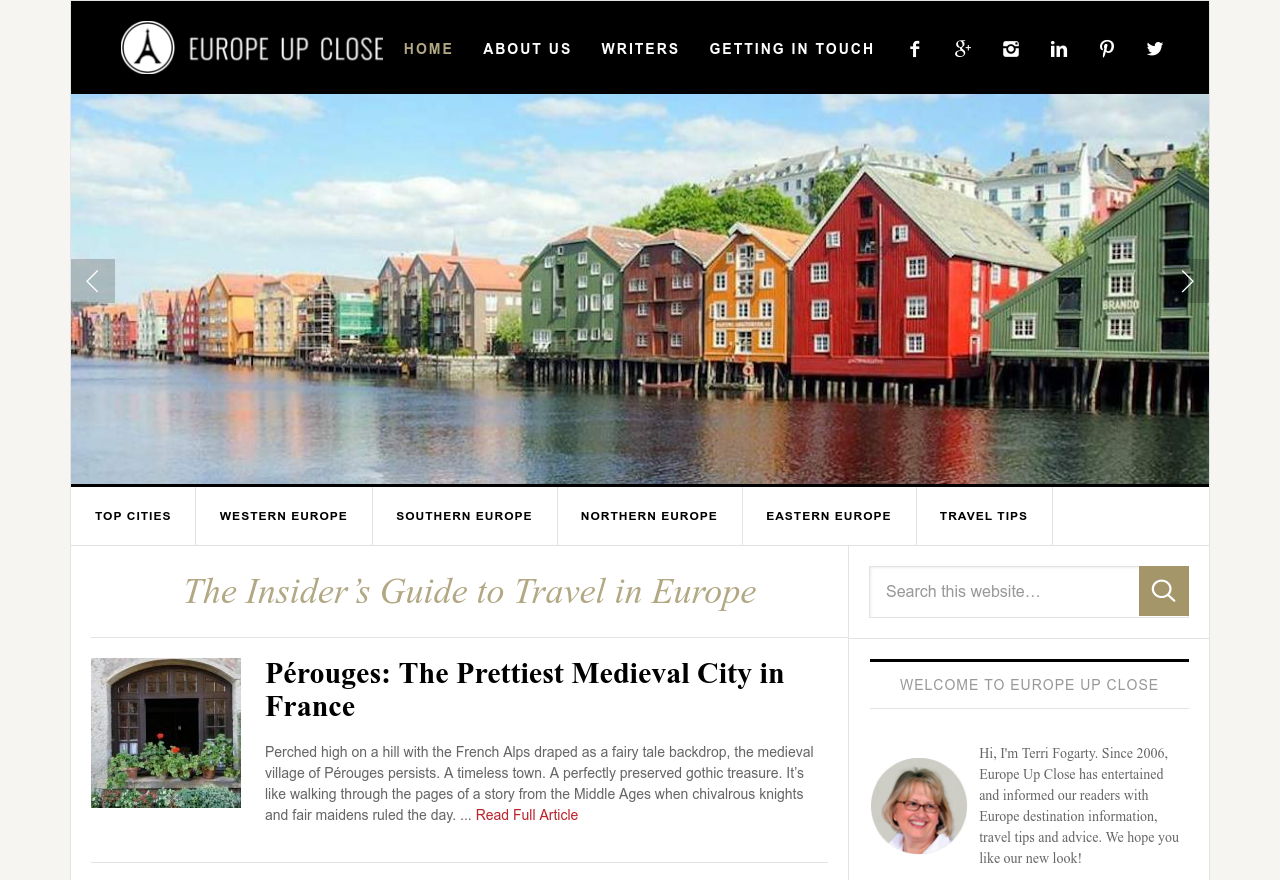 EUROPE UP CLOSE
HOME
ABOUT US
WRITERS
GETTING IN TOUCH
BRANDO
TOP CITIES
WESTERN EUROPE
SOUTHERN EUROPE
NORTHERN EUROPE
EASTERN EUROPE
TRAVEL TIPS
The Insider’s Guide to Travel in Europe
Pérouges: The Prettiest Medieval City in
France
Perched high on a hill with the French Alps draped as a fairy tale backdrop, the medieval
village of Pérouges persists. A timeless town. A perfectly preserved gothic treasure. It’s
like walking through the pages of a story from the Middle Ages when chivalrous knights
and fair maidens ruled the day. ... Read Full Article
Search this website…
WELCOME TO EUROPE UP CLOSE
Hi, I'm Terri Fogarty. Since 2006,
Europe Up Close has entertained
and informed our readers with
Europe destination information,
travel tips and advice. We hope you
like our new look!